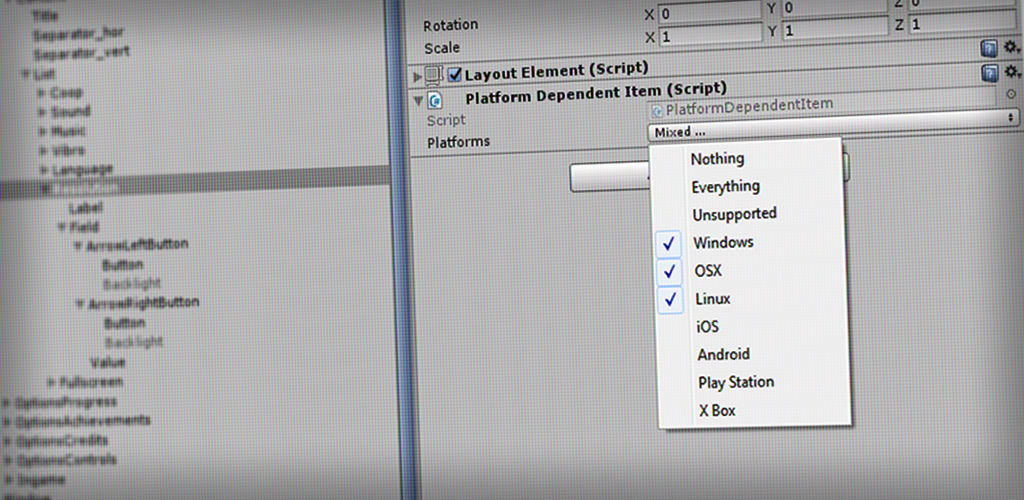 Title
Separator_hor
Separator_vert
List
Coop
Sound
Music
Vibro
Language
Label
Field
ArrowLeftButton
Button
Backlight
ArrowRightButton
Button
Backlight
Value
Fullscreen
OptionsProgress
OptionsAchievements
OptionsCredits
OptionsControls
Ingame
Rotation X 0 Y 0 Z 0
Scale X 1 Y 1 Z 1
Layout Element (Script)
Platform Dependent Item (Script)
Script PlatformDependentItem
Platforms Mixed ...
Nothing
Everything
Unsupported
Windows
OSX
Linux
iOS
Android
Play Station
X Box